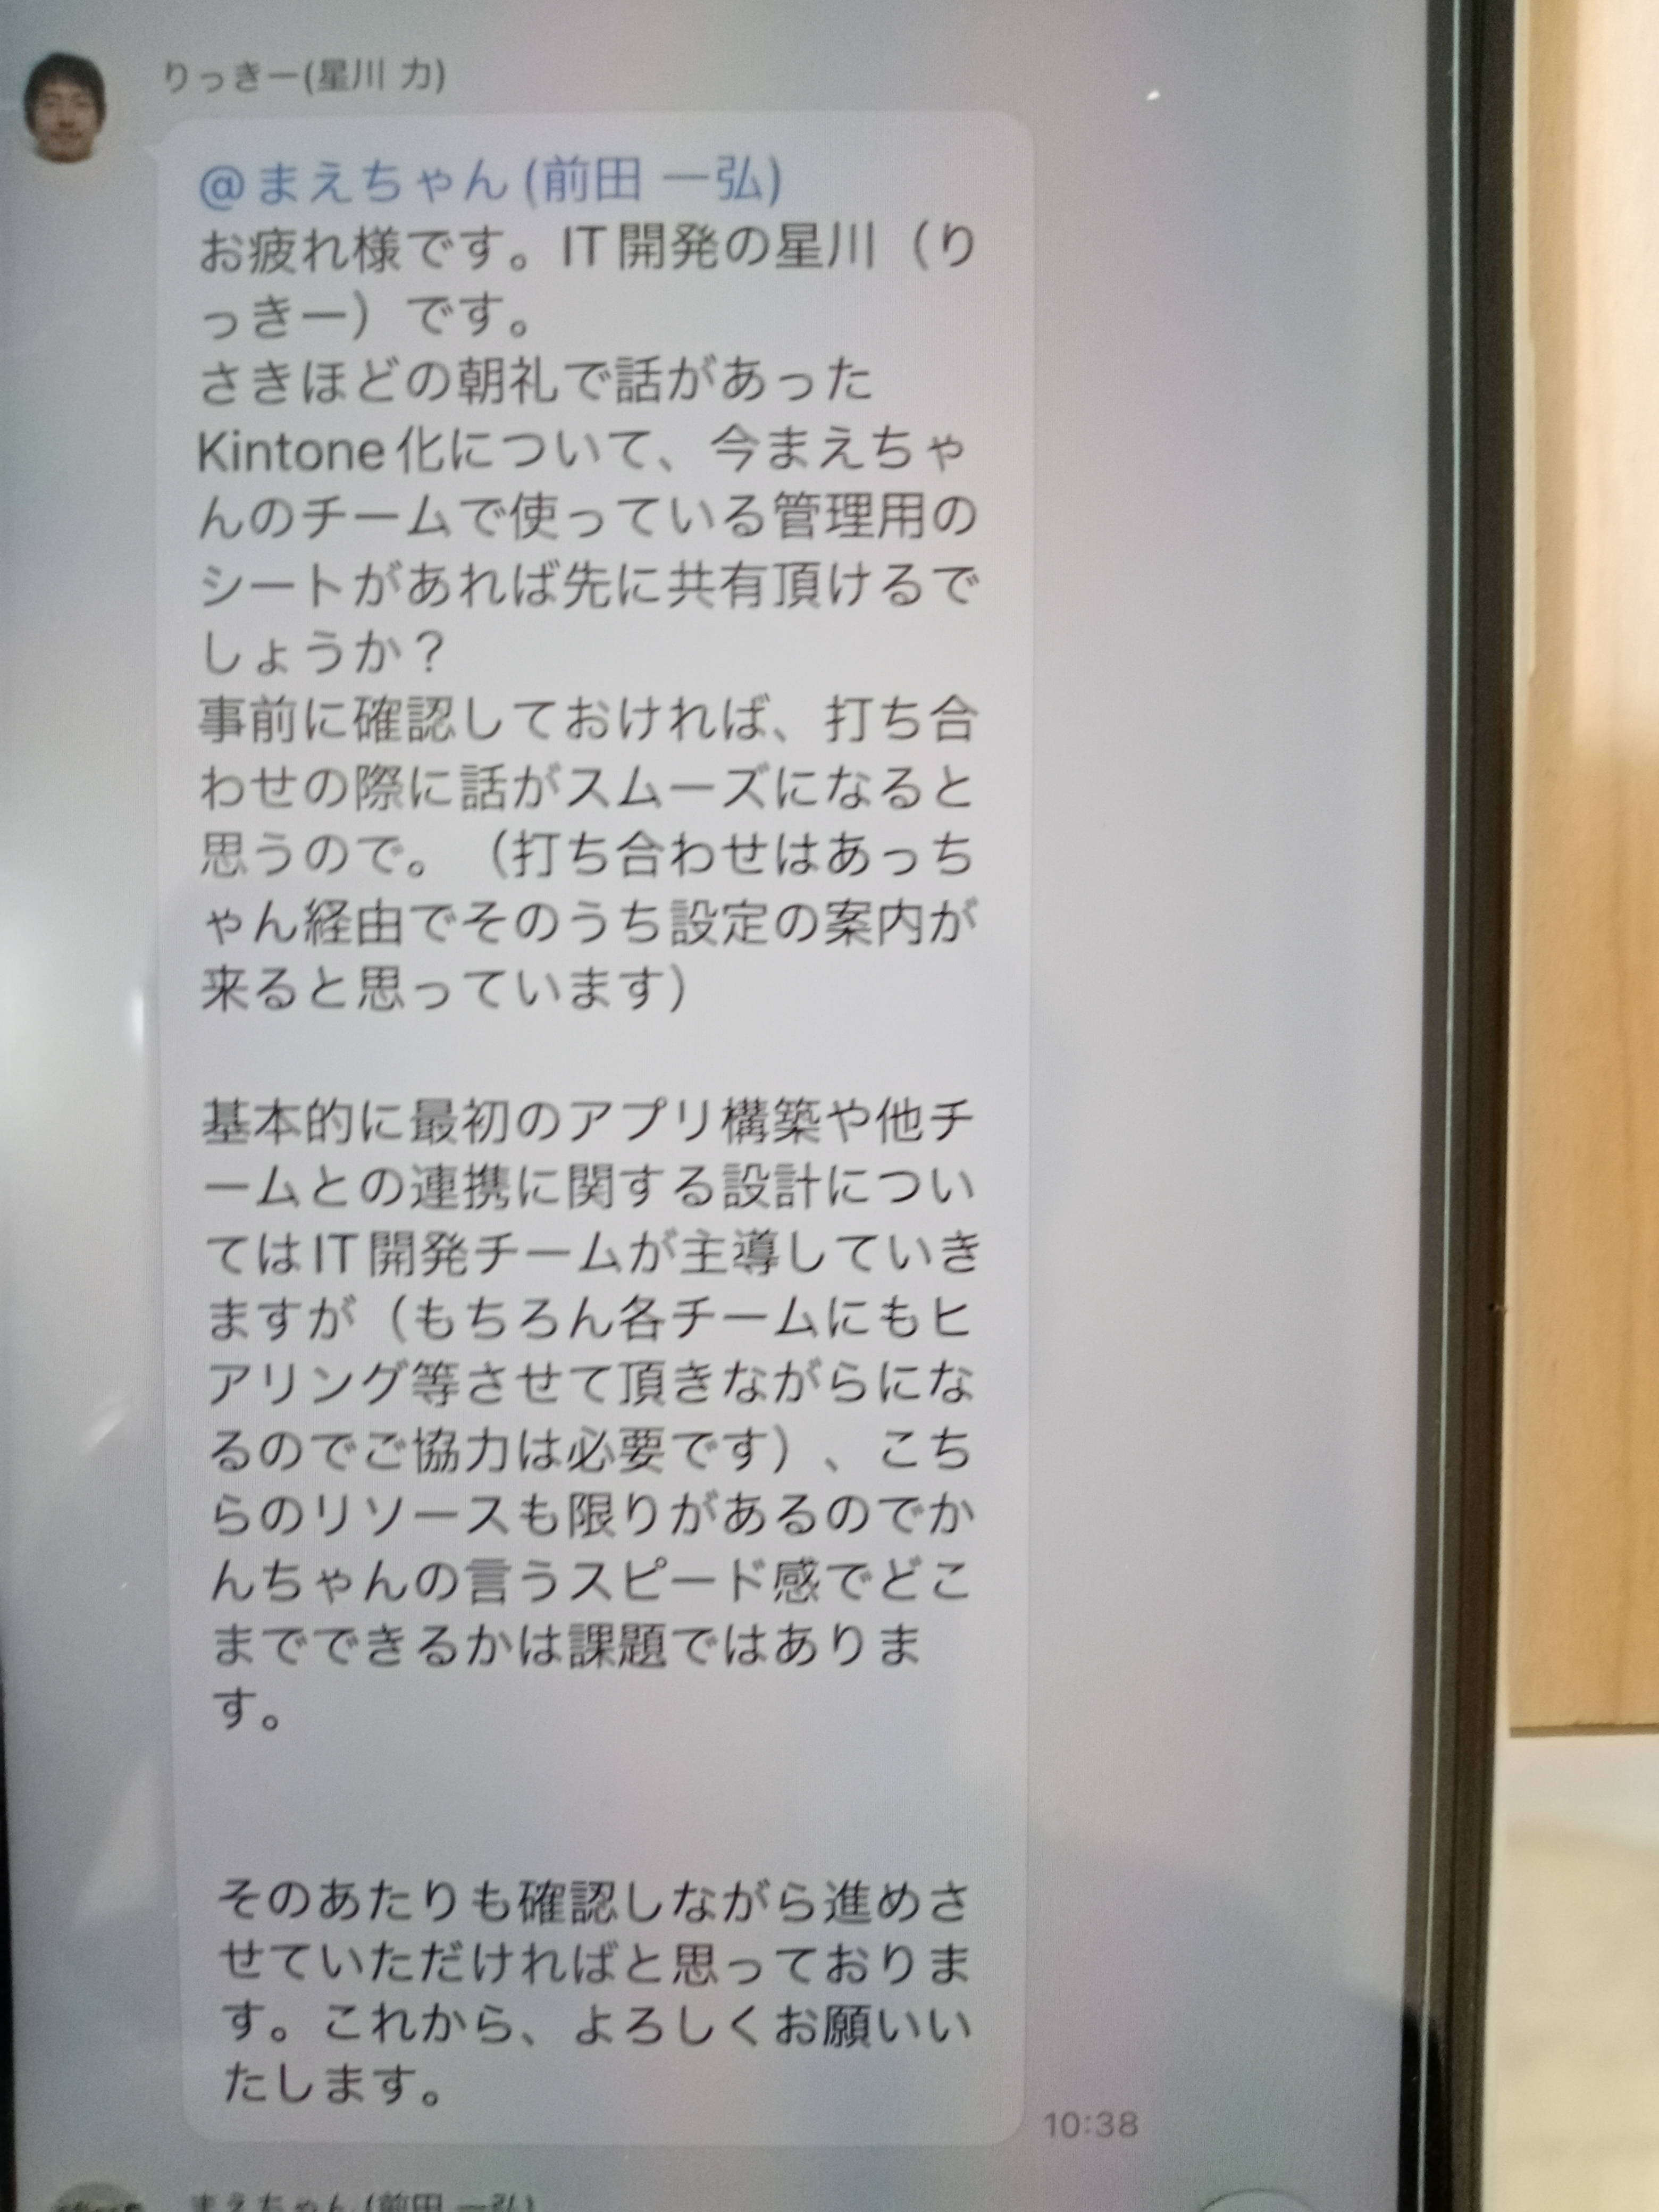 りっきー(星川 力)
@まえちゃん(前田 一弘)
お疲れ様です。IT開発の星川（り
っきー）です。
さきほどの朝礼で話があった
Kintone化について、今まえちゃ
んのチームで使っている管理用の
シートがあれば先に共有頂けるで
しょうか？
事前に確認しておければ、打ち合
わせの際に話がスムーズになると
思うので。（打ち合わせはあっち
ゃん経由でそのうち設定の案内が
来ると思っています）
基本的に最初のアプリ構築や他チ
ームとの連携に関する設計につい
てはIT開発チームが主導していき
ますが（もちろん各チームにもヒ
アリング等させて頂きながらにな
るのでご協力は必要です）、こち
らのリソースも限りがあるのでか
んちゃんの言うスピード感でどこ
までできるかは課題ではありま
す。
そのあたりも確認しながら進めさ
せていただければと思っておりま
す。これから、よろしくお願いい
たします。
10:38
まえちゃん(前田 一弘)